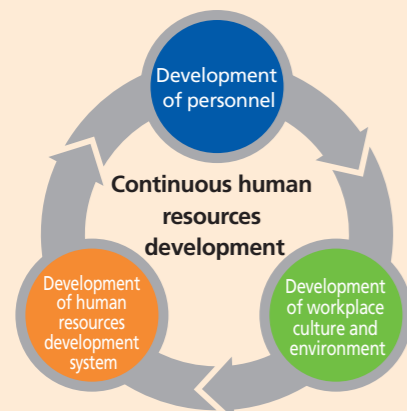 Development
of personnel
Continuous human
resources
development
Development
of human
resources
development
system
Development
of workplace
culture and
environment